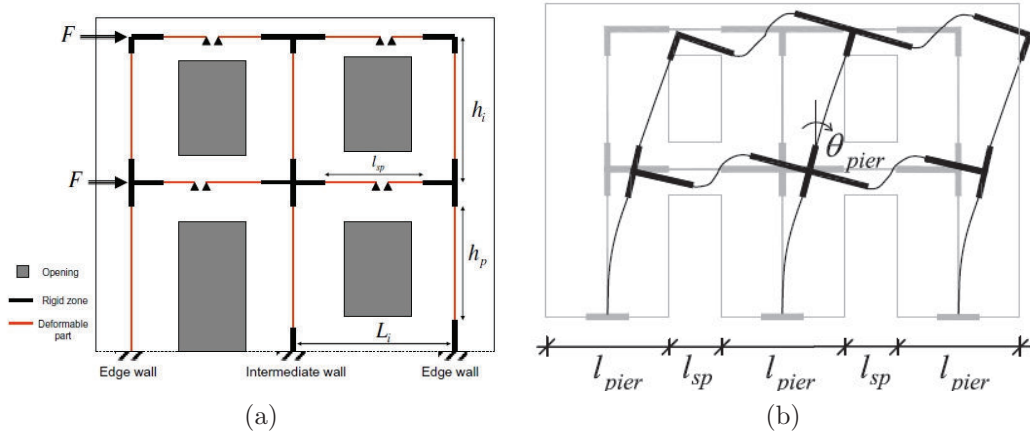 F
h_i
l_sp
F
h_p
Opening
Rigid zone
Deformable
part
L_i
Edge wall
Intermediate wall
Edge wall
(a)
θ_pier
l_pier
l_sp
l_pier
l_sp
l_pier
(b)